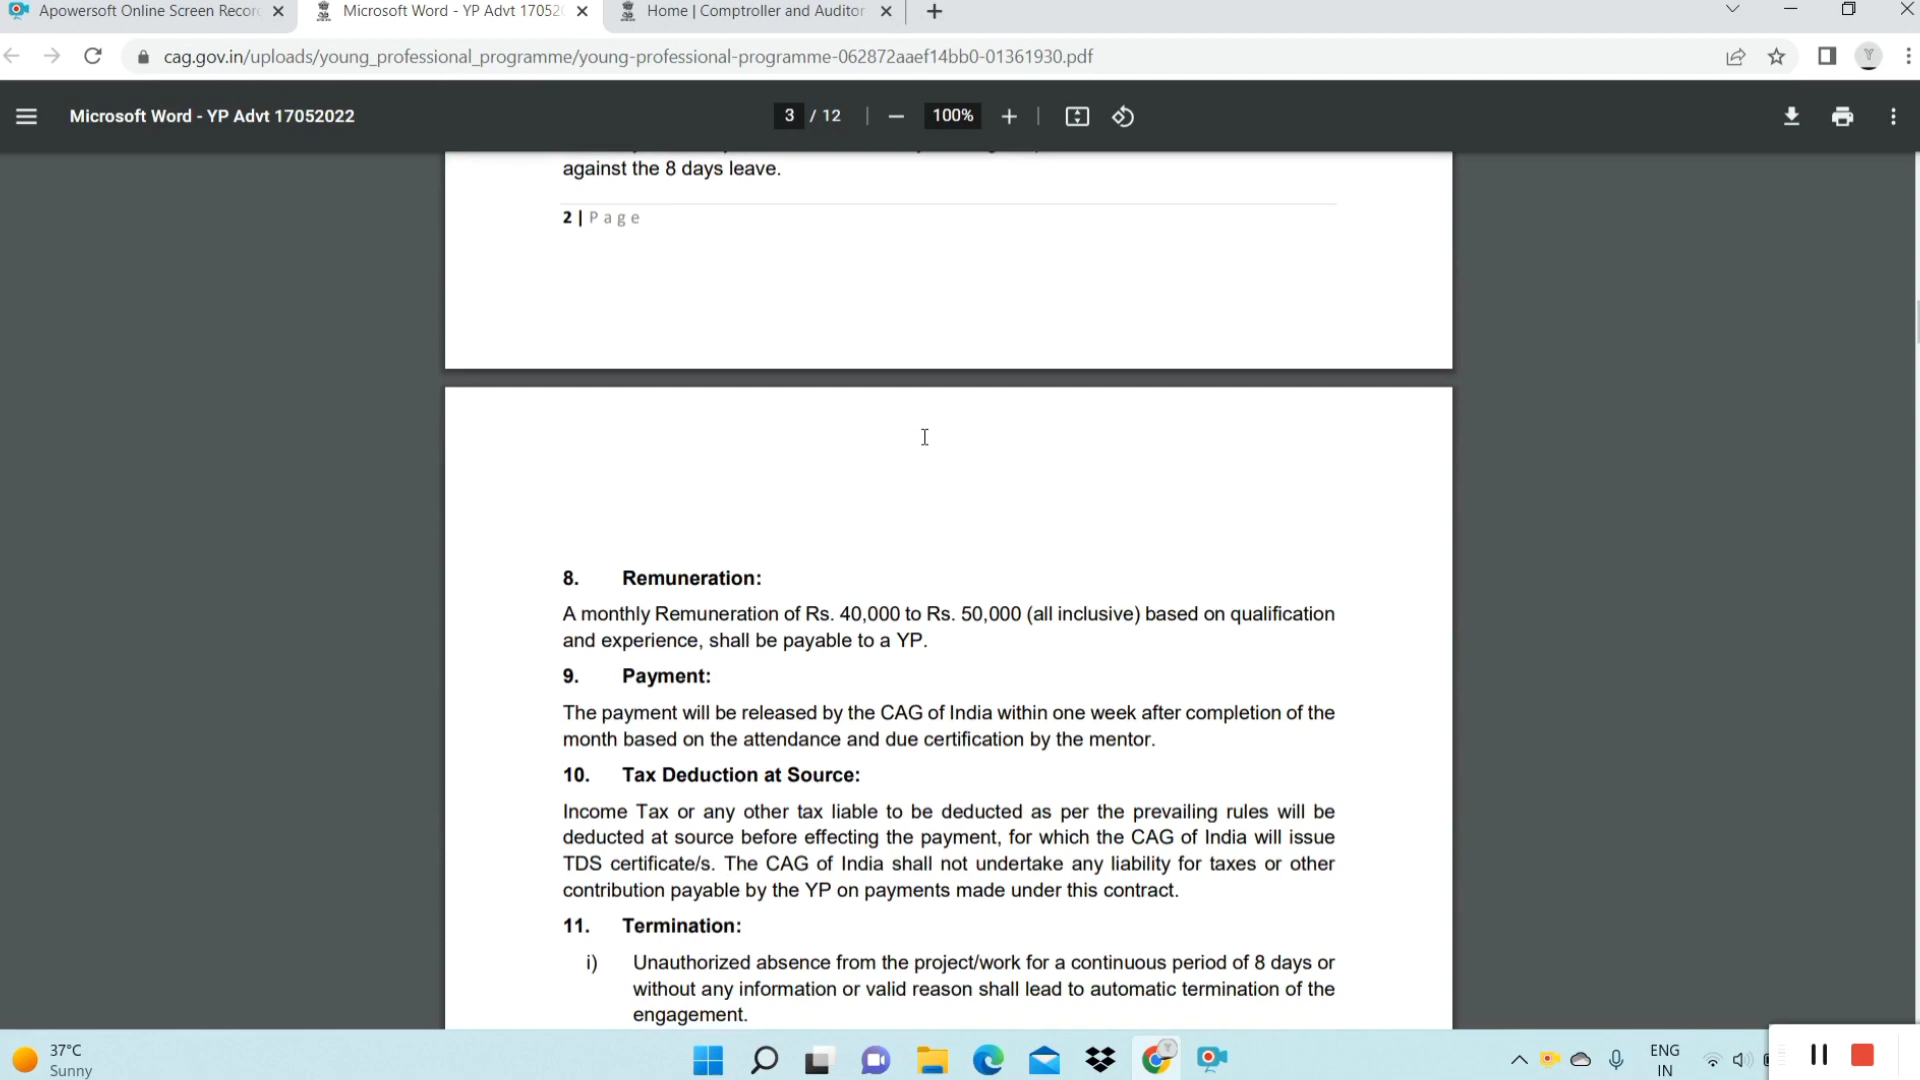 Apowersoft Online Screen Recor
Microsoft Word - YP Advt 17052
Home | Comptroller and Auditor
cag.gov.in/uploads/young_professional_programme/young-professional-programme-062872aaef14bb0-01361930.pdf
Y
Microsoft Word - YP Advt 17052022
3 / 12
100%
against the 8 days leave.
2 | Page
8. Remuneration:
A monthly Remuneration of Rs. 40,000 to Rs. 50,000 (all inclusive) based on qualification
and experience, shall be payable to a YP.
9. Payment:
The payment will be released by the CAG of India within one week after completion of the
month based on the attendance and due certification by the mentor.
10. Tax Deduction at Source:
Income Tax or any other tax liable to be deducted as per the prevailing rules will be
deducted at source before effecting the payment, for which the CAG of India will issue
TDS certificate/s. The CAG of India shall not undertake any liability for taxes or other
contribution payable by the YP on payments made under this contract.
11. Termination:
i) Unauthorized absence from the project/work for a continuous period of 8 days or
without any information or valid reason shall lead to automatic termination of the
engagement.
37°C
Sunny
ENG
IN